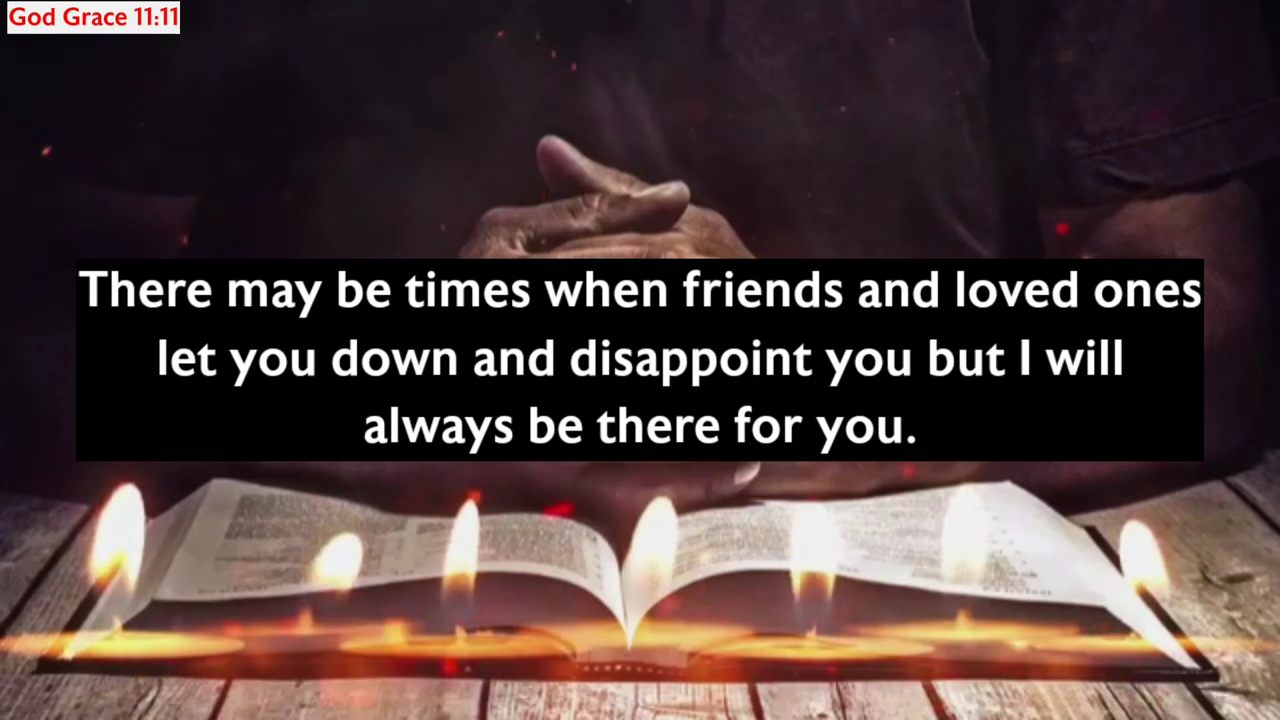 God Grace 11:11
There may be times when friends and loved ones
let you down and disappoint you but I will
always be there for you.